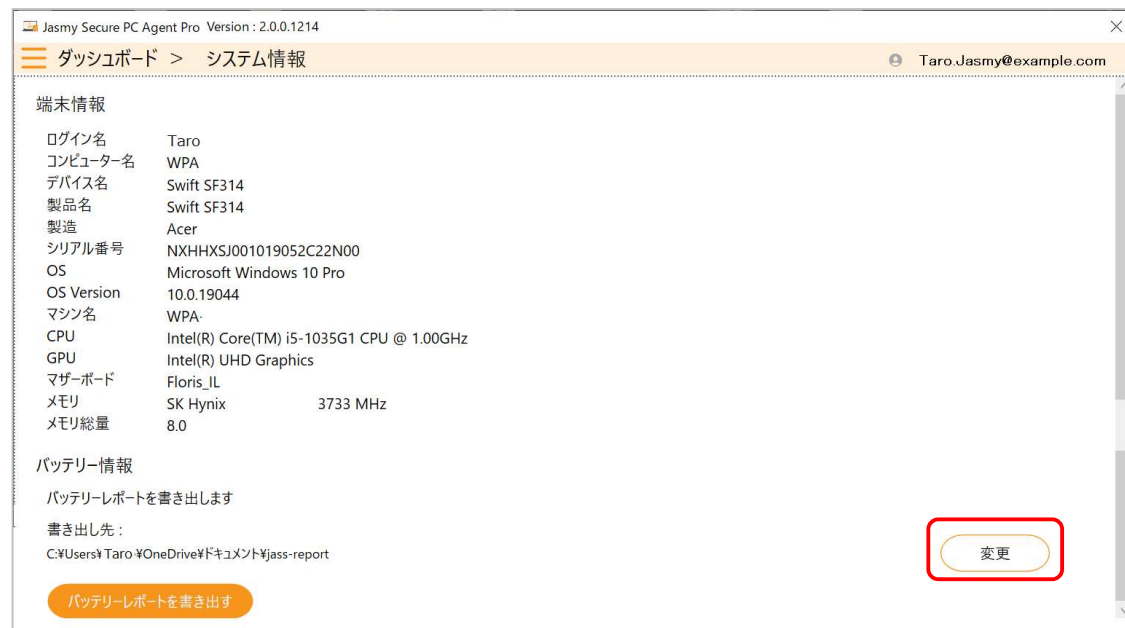 Jasmy Secure PC Agent Pro Version : 2.0.0.1214
ダッシュボード > システム情報
Taro.Jasmy@example.com
端末情報
ログイン名 Taro
コンピューター名 WPA
デバイス名 Swift SF314
製品名 Swift SF314
製造 Acer
シリアル番号 NXHHXSJ001019052C22N00
OS Microsoft Windows 10 Pro
OS Version 10.0.19044
マシン名 WPA-
CPU Intel(R) Core(TM) i5-1035G1 CPU @ 1.00GHz
GPU Intel(R) UHD Graphics
マザーボード Floris_IL
メモリ SK Hynix 3733 MHz
メモリ総量 8.0
バッテリー情報
バッテリーレポートを書き出します
書き出し先 :
C:¥Users¥ Taro ¥OneDrive¥ドキュメント¥jass-report
変更
バッテリーレポートを書き出す